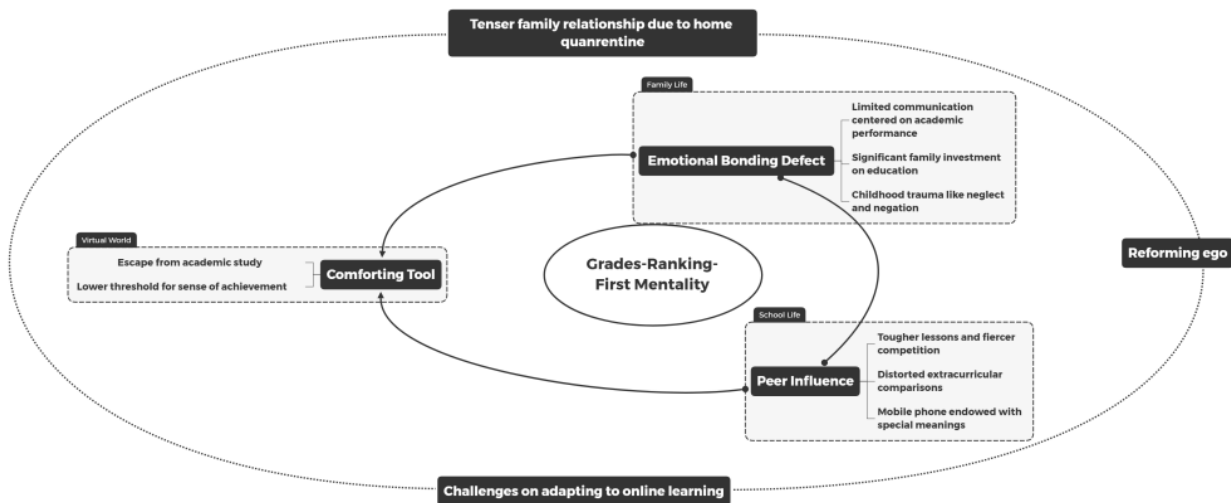 Tenser family relationship due to home
quanrentine
Family Life
Limited communication
centered on academic
performance
Emotional Bonding Defect
Significant family investment
on education
Childhood trauma like neglect
and negation
Virtual World
Escape from academic study
Lower threshold for sense of achievement
Comforting Tool
Grades-Ranking-
First Mentality
Reforming ego
School Life
Tougher lessons and fiercer
competition
Peer Influence
Distorted extracurricular
comparisons
Mobile phone endowed with
special meanings
Challenges on adapting to online learning